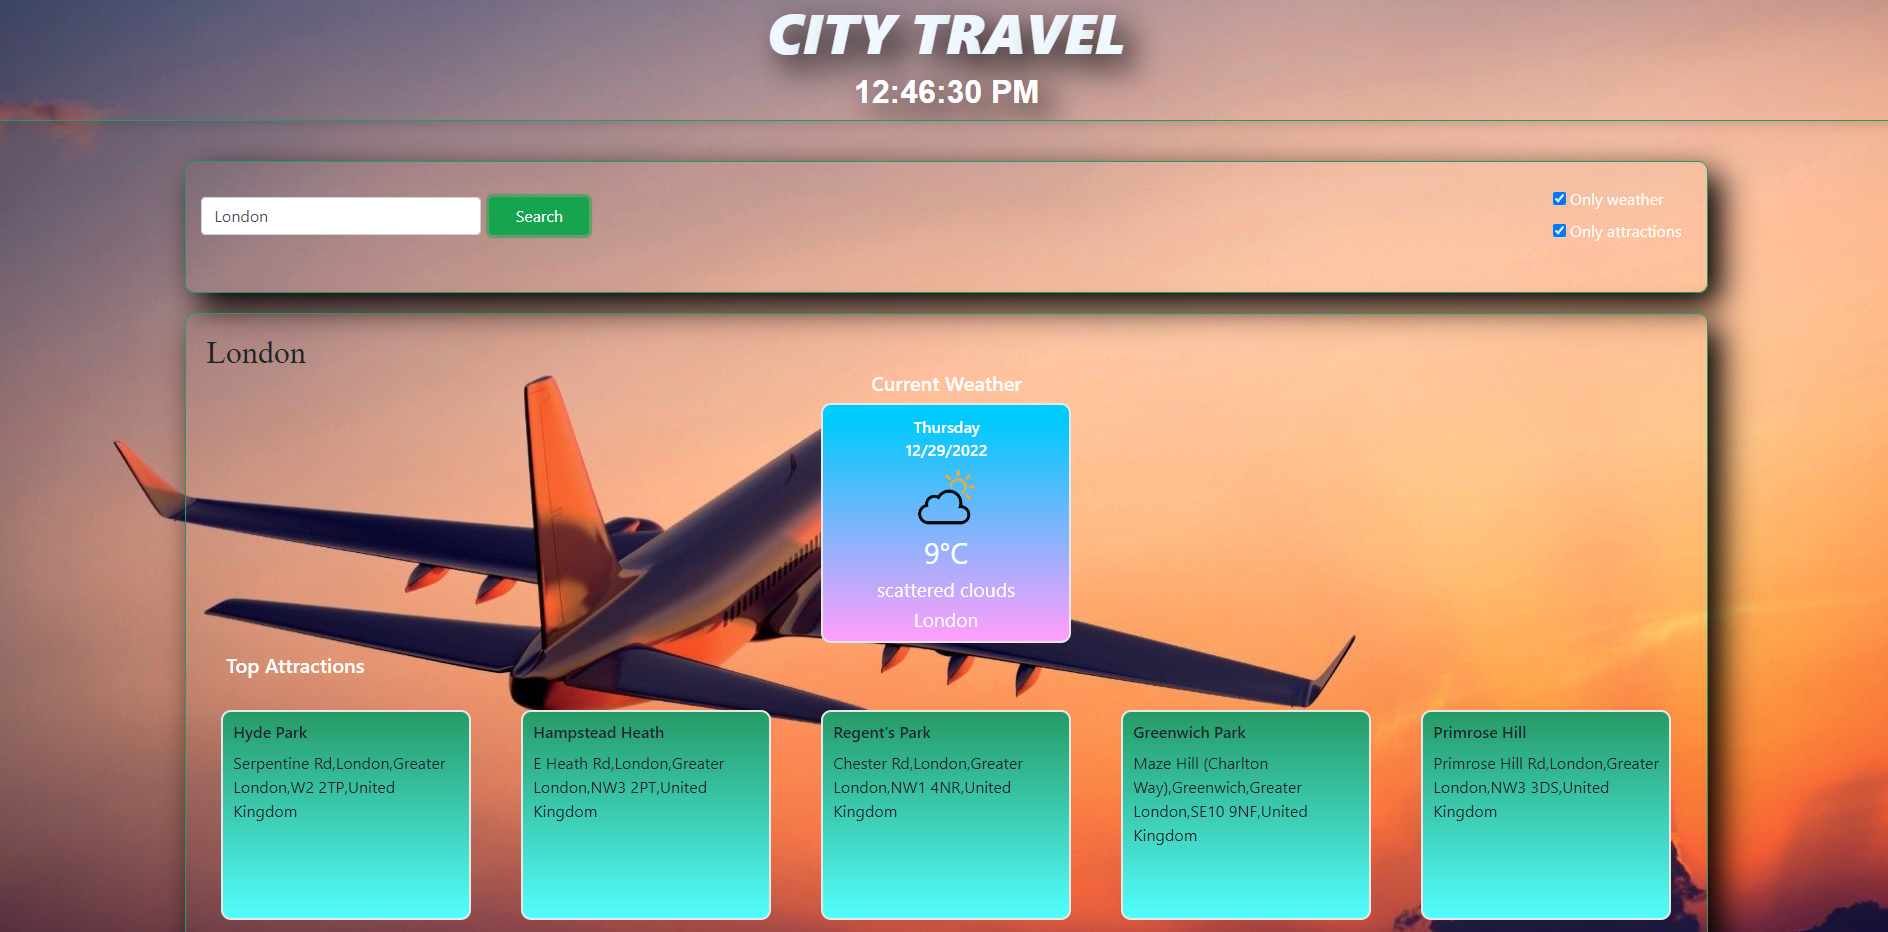 CITY TRAVEL
12:46:30 PM
London
Search
Only weather
Only attractions
London
Current Weather
Thursday
12/29/2022
9°C
scattered clouds
London
Top Attractions
Hyde Park
Serpentine Rd,London,Greater
London,W2 2TP,United
Kingdom
Hampstead Heath
E Heath Rd,London,Greater
London,NW3 2PT,United
Kingdom
Regent's Park
Chester Rd,London,Greater
London,NW1 4NR,United
Kingdom
Greenwich Park
Maze Hill (Charlton
Way),Greenwich,Greater
London,SE10 9NF,United
Kingdom
Primrose Hill
Primrose Hill Rd,London,Greater
London,NW3 3DS,United
Kingdom